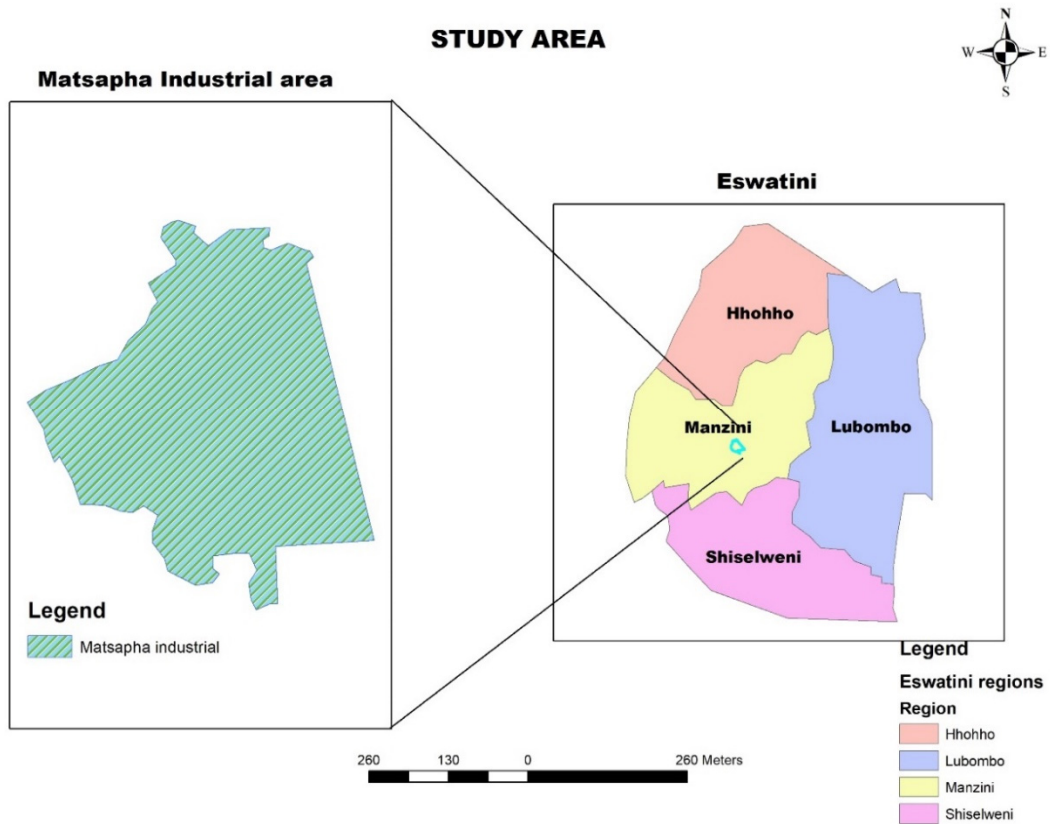 STUDY AREA
N
W E
S
Matsapha Industrial area
Legend
Matsapha industrial
Eswatini
Hhohho
Manzini
Lubombo
Shiselweni
Legend
Eswatini regions
Region
Hhohho
Lubombo
Manzini
Shiselweni
260 130 0 260 Meters